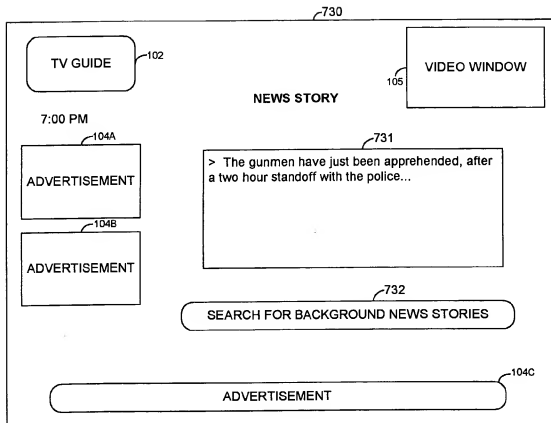 730
TV GUIDE
102
105
VIDEO WINDOW
NEWS STORY
7:00 PM
104A
ADVERTISEMENT
731
> The gunmen have just been apprehended, after
a two hour standoff with the police...
104B
ADVERTISEMENT
732
SEARCH FOR BACKGROUND NEWS STORIES
104C
ADVERTISEMENT